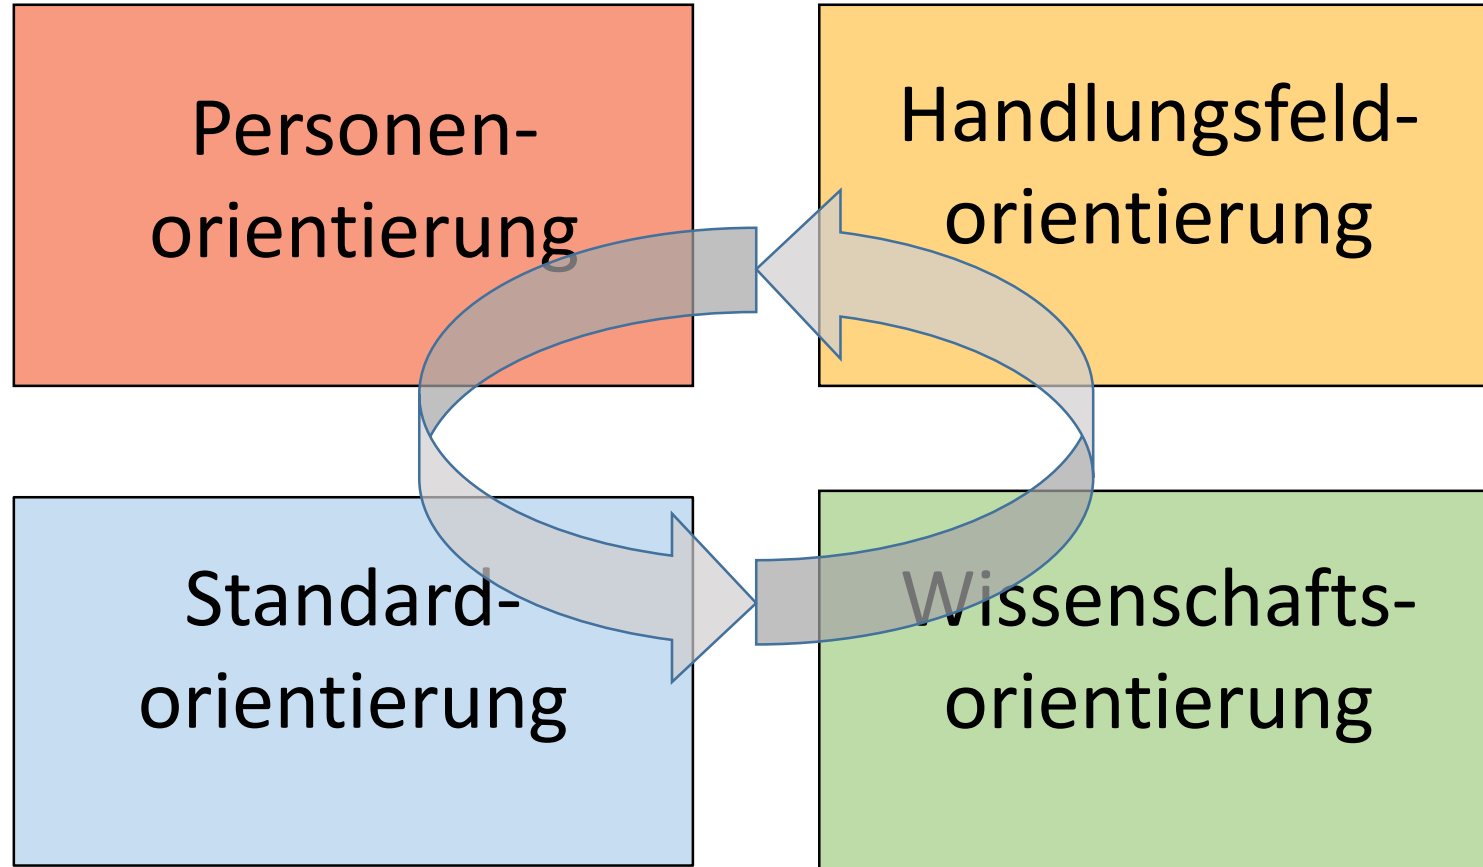 Personen-
orientierung
Handlungsfeld-
orientierung
Standard-
orientierung
Wissenschafts-
orientierung